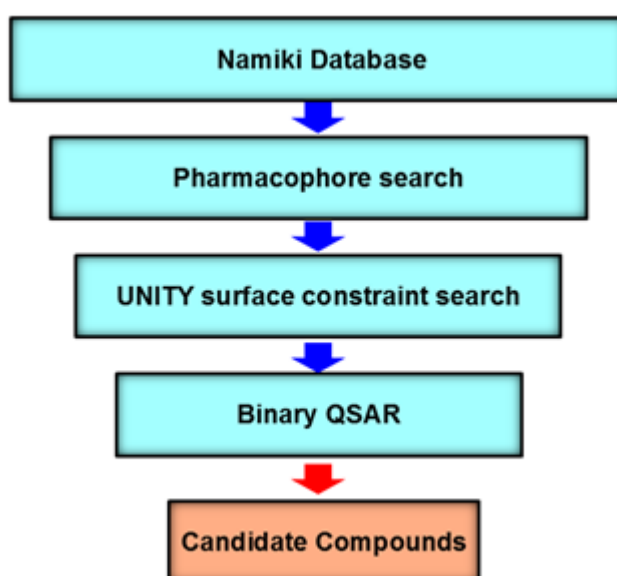 Namiki Database
Pharmacophore search
UNITY surface constraint search
Binary QSAR
Candidate Compounds